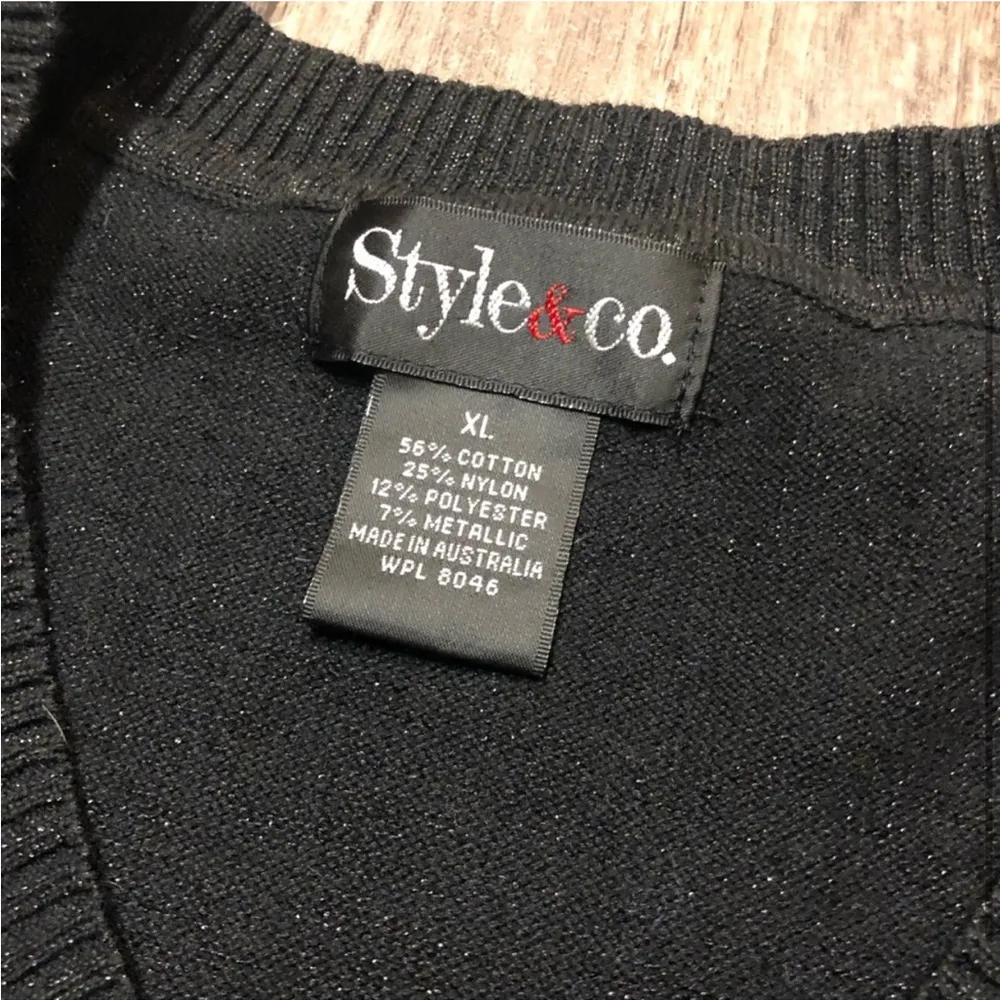 Style&co.
XL
56% COTTON
25% NYLON
12% POLYESTER
7% METALLIC
MADE IN AUSTRALIA
WPL 8046